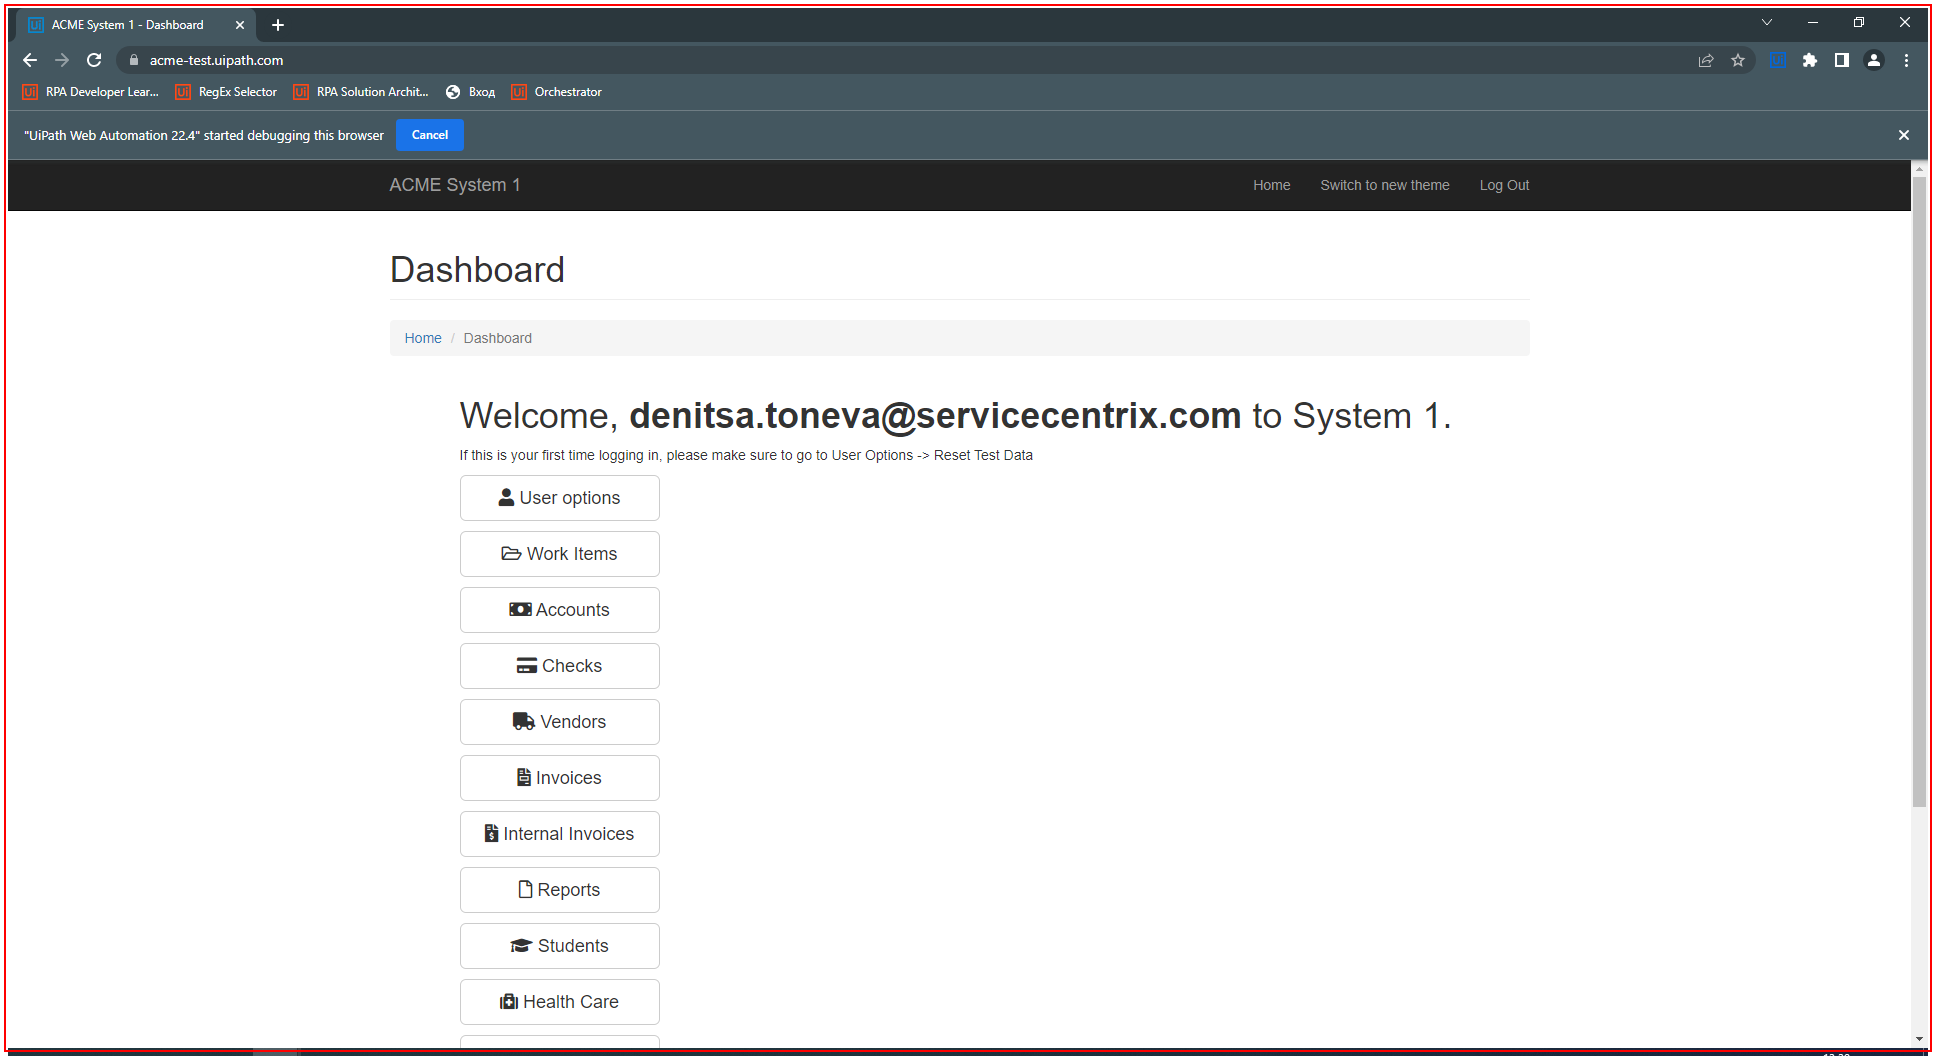 ACME System 1 - Dashboard
acme-test.uipath.com
Ui RPA Developer Lear... Ui RegEx Selector Ui RPA Solution Archit... Вход Ui Orchestrator
"UiPath Web Automation 22.4" started debugging this browser Cancel
ACME System 1 Home Switch to new theme Log Out
Dashboard
Home / Dashboard
Welcome, denitsa.toneva@servicecentrix.com to System 1.
If this is your first time logging in, please make sure to go to User Options -> Reset Test Data
User options
Work Items
Accounts
Checks
Vendors
Invoices
Internal Invoices
Reports
Students
Health Care